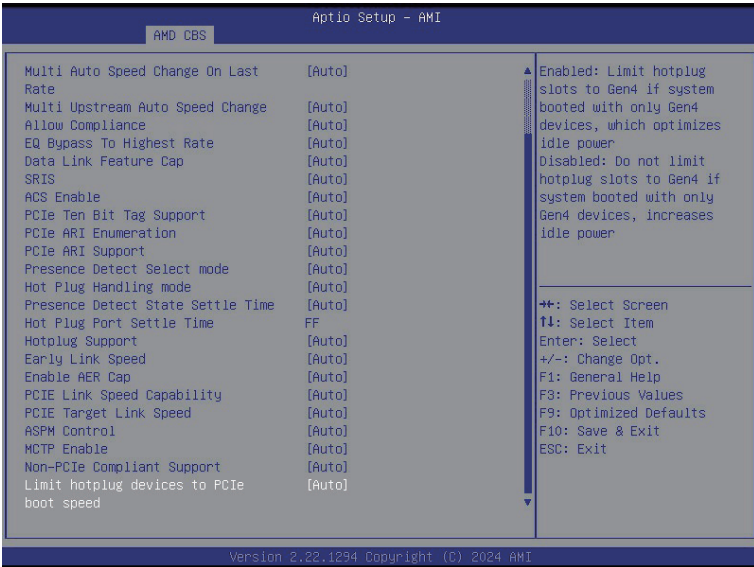 Aptio Setup – AMI
AMD CBS
Multi Auto Speed Change On Last Rate [Auto]
Multi Upstream Auto Speed Change [Auto]
Allow Compliance [Auto]
EQ Bypass To Highest Rate [Auto]
Data Link Feature Cap [Auto]
SRIS [Auto]
ACS Enable [Auto]
PCIe Ten Bit Tag Support [Auto]
PCIe ARI Enumeration [Auto]
PCIe ARI Support [Auto]
Presence Detect Select mode [Auto]
Hot Plug Handling mode [Auto]
Presence Detect State Settle Time [Auto]
Hot Plug Port Settle Time FF
Hotplug Support [Auto]
Early Link Speed [Auto]
Enable AER Cap [Auto]
PCIE Link Speed Capability [Auto]
PCIE Target Link Speed [Auto]
ASPM Control [Auto]
MCTP Enable [Auto]
Non-PCIe Compliant Support [Auto]
Limit hotplug devices to PCIe boot speed [Auto]
Enabled: Limit hotplug
slots to Gen4 if system
booted with only Gen4
devices, which optimizes
idle power
Disabled: Do not limit
hotplug slots to Gen4 if
system booted with only
Gen4 devices, increases
idle power
→←: Select Screen
↑↓: Select Item
Enter: Select
+/-: Change Opt.
F1: General Help
F3: Previous Values
F9: Optimized Defaults
F10: Save & Exit
ESC: Exit
Version 2.22.1294 Copyright (C) 2024 AMI